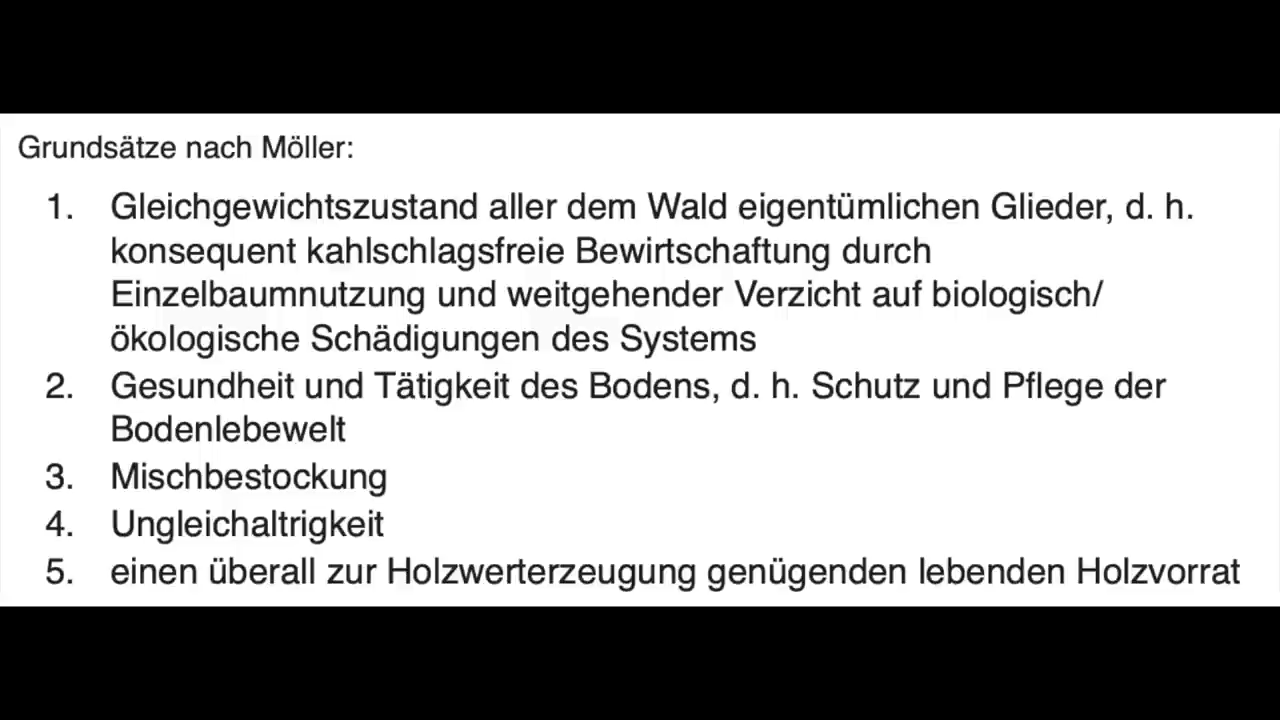 Grundsätze nach Möller:
1. Gleichgewichtszustand aller dem Wald eigentümlichen Glieder, d. h.
konsequent kahlschlagsfreie Bewirtschaftung durch
Einzelbaumnutzung und weitgehender Verzicht auf biologisch/
ökologische Schädigungen des Systems
2. Gesundheit und Tätigkeit des Bodens, d. h. Schutz und Pflege der
Bodenlebewelt
3. Mischbestockung
4. Ungleichaltrigkeit
5. einen überall zur Holzwerterzeugung genügenden lebenden Holzvorrat